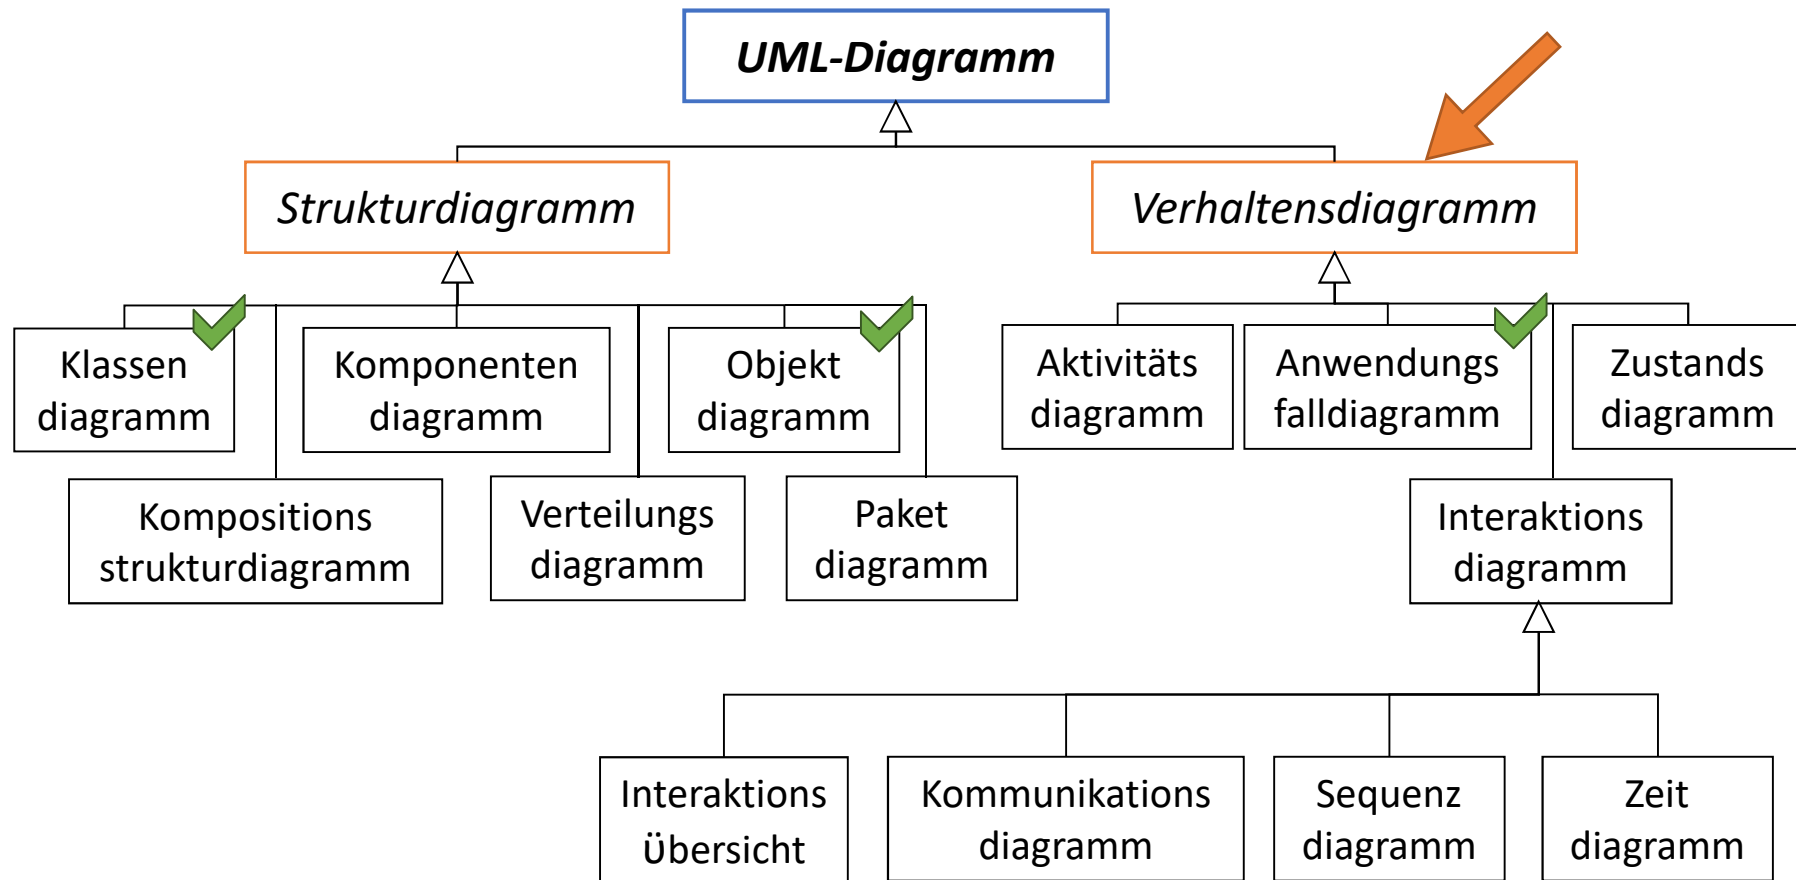 UML-Diagramm
Strukturdiagramm
Verhaltensdiagramm
Klassen
diagramm
Komponenten
diagramm
Objekt
diagramm
Aktivitäts
diagramm
Anwendungs
falldiagramm
Zustands
diagramm
Kompositions
strukturdiagramm
Verteilungs
diagramm
Paket
diagramm
Interaktions
diagramm
Interaktions
Übersicht
Kommunikations
diagramm
Sequenz
diagramm
Zeit
diagramm